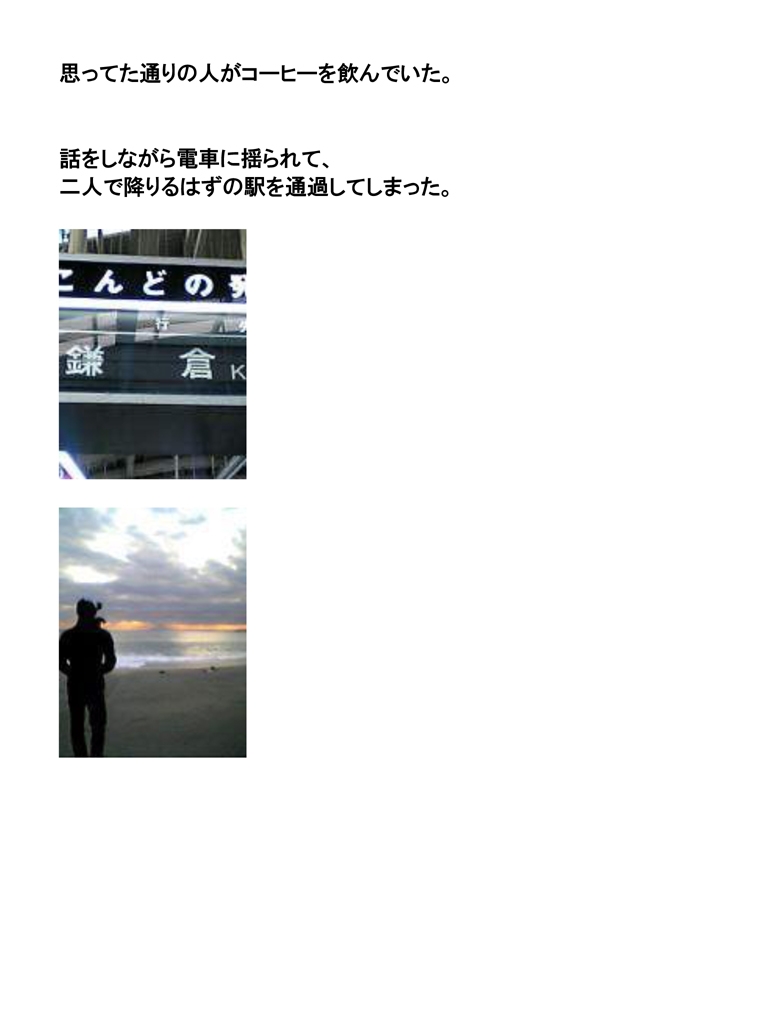 思ってた通りの人がコーヒーを飲んでいた。
話をしながら電車に揺られて、
二人で降りるはずの駅を通過してしまった。
こんどの発
行
鎌倉 K